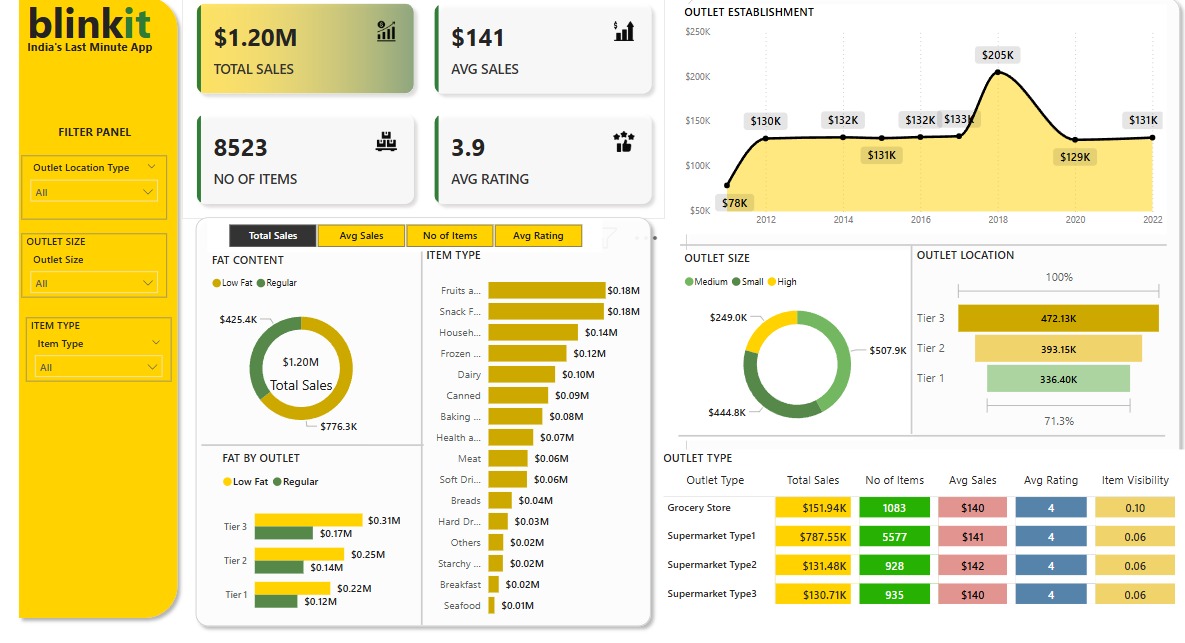 blinkit
India's Last Minute App
FILTER PANEL
Outlet Location Type
All
OUTLET SIZE
Outlet Size
All
ITEM TYPE
Item Type
All
$1.20M
TOTAL SALES
$141
AVG SALES
8523
NO OF ITEMS
3.9
AVG RATING
Total Sales Avg Sales No of Items Avg Rating
FAT CONTENT
Low Fat Regular
$425.4K
$1.20M
Total Sales
$776.3K
FAT BY OUTLET
Low Fat Regular
Tier 3 $0.31M
$0.17M
Tier 2 $0.25M
$0.14M
Tier 1 $0.22M
$0.12M
ITEM TYPE
Fruits a... $0.18M
Snack F... $0.18M
Househ... $0.14M
Frozen ... $0.12M
Dairy $0.10M
Canned $0.09M
Baking ... $0.08M
Health a... $0.07M
Meat $0.06M
Soft Dri... $0.06M
Breads $0.04M
Hard Dr... $0.03M
Others $0.02M
Starchy ... $0.02M
Breakfast $0.02M
Seafood $0.01M
OUTLET ESTABLISHMENT
$250K
$200K
$150K
$100K
$50K
$78K
$130K
$132K
$131K
$132K
$133K
$205K
$129K
$131K
2012 2014 2016 2018 2020 2022
OUTLET SIZE
Medium Small High
$249.0K
$507.9K
$444.8K
OUTLET LOCATION
100%
Tier 3 472.13K
Tier 2 393.15K
Tier 1 336.40K
71.3%
OUTLET TYPE
Outlet Type Total Sales No of Items Avg Sales Avg Rating Item Visibility
Grocery Store $151.94K 1083 $140 4 0.10
Supermarket Type1 $787.55K 5577 $141 4 0.06
Supermarket Type2 $131.48K 928 $142 4 0.06
Supermarket Type3 $130.71K 935 $140 4 0.06